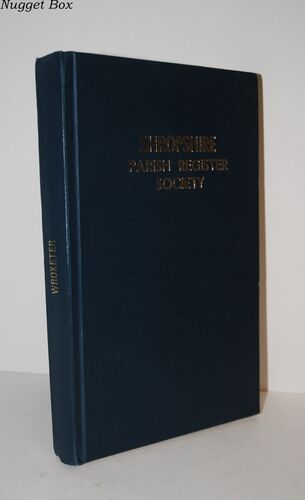 Nugget Box
SHROPSHIRE
PARISH REGISTER
SOCIETY
WROXETER